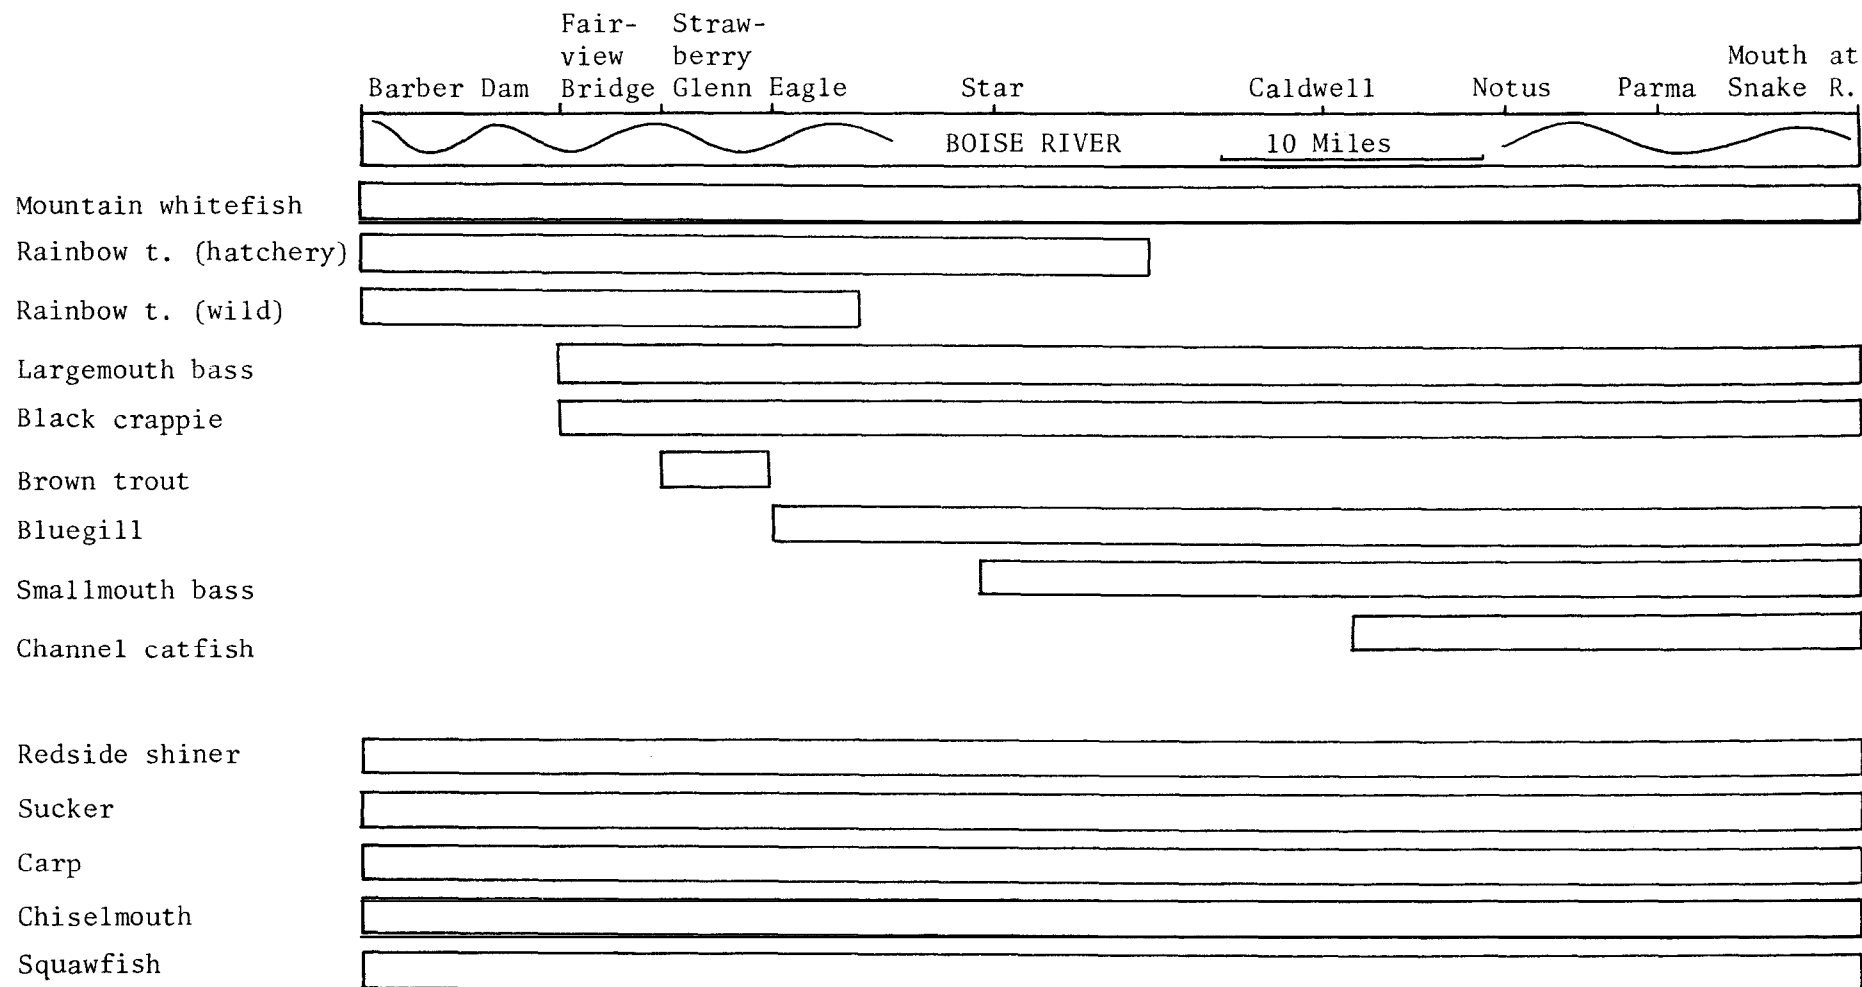 Fair- Straw-
view berry Mouth at
Barber Dam Bridge Glenn Eagle Star Caldwell Notus Parma Snake R.
BOISE RIVER 10 Miles
Mountain whitefish
Rainbow t. (hatchery)
Rainbow t. (wild)
Largemouth bass
Black crappie
Brown trout
Bluegill
Smallmouth bass
Channel catfish
Redside shiner
Sucker
Carp
Chiselmouth
Squawfish